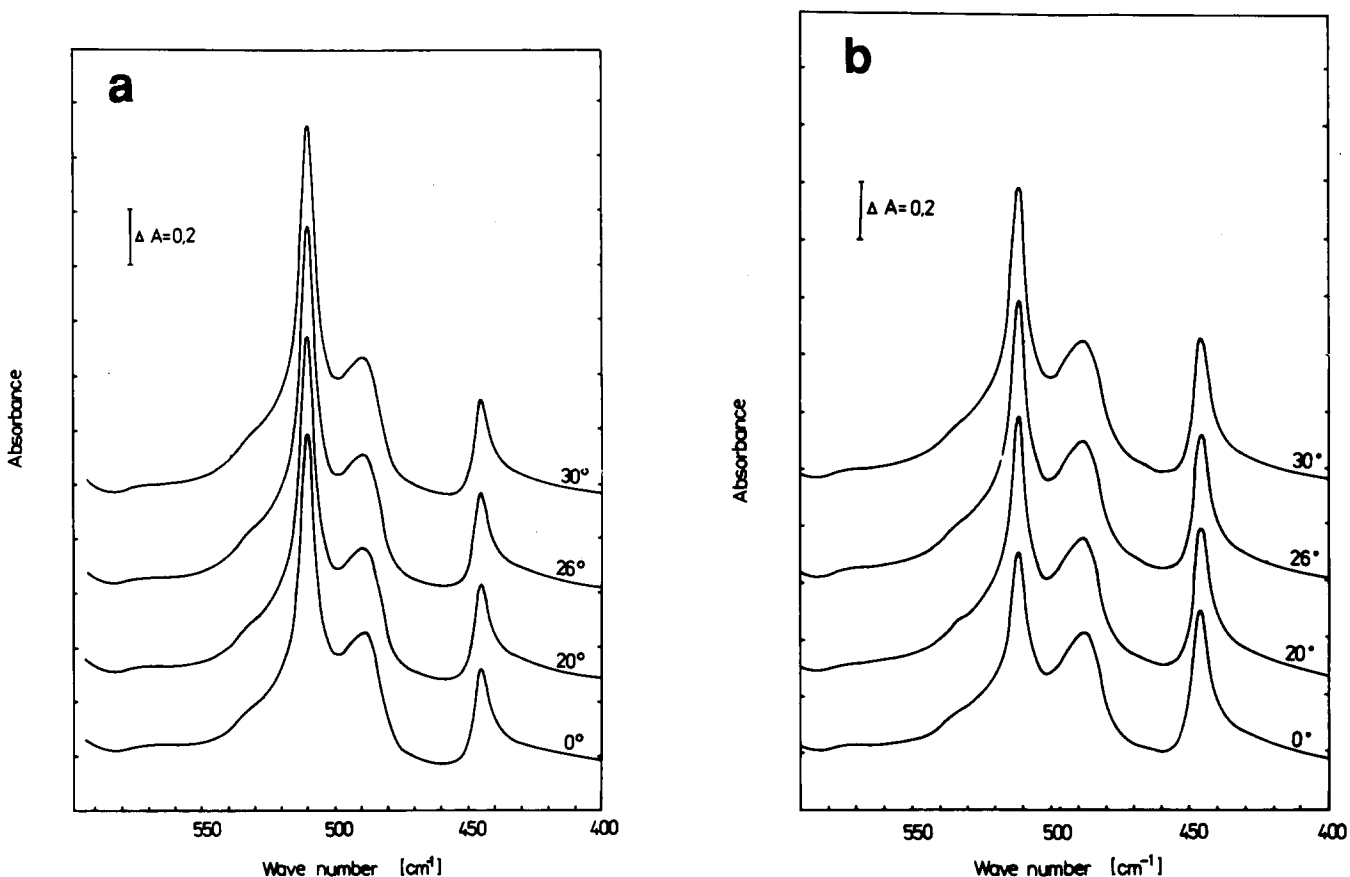 a
Δ A=0,2
30°
26°
20°
0°
Absorbance
550 500 450 400
Wave number [cm⁻¹]
b
Δ A=0,2
30°
26°
20°
0°
Absorbance
550 500 450 400
Wave number [cm⁻¹]